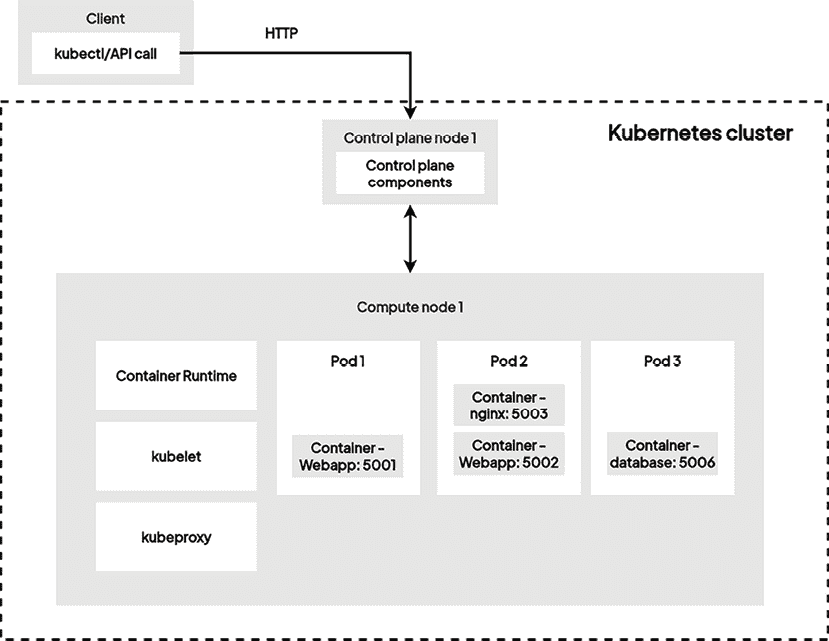 Client
kubectl/API call
HTTP
Kubernetes cluster
Control plane node 1
Control plane
components
Compute node 1
Container Runtime
kubelet
kubeproxy
Pod 1
Container -
Webapp: 5001
Pod 2
Container -
nginx: 5003
Container -
Webapp: 5002
Pod 3
Container -
database: 5006